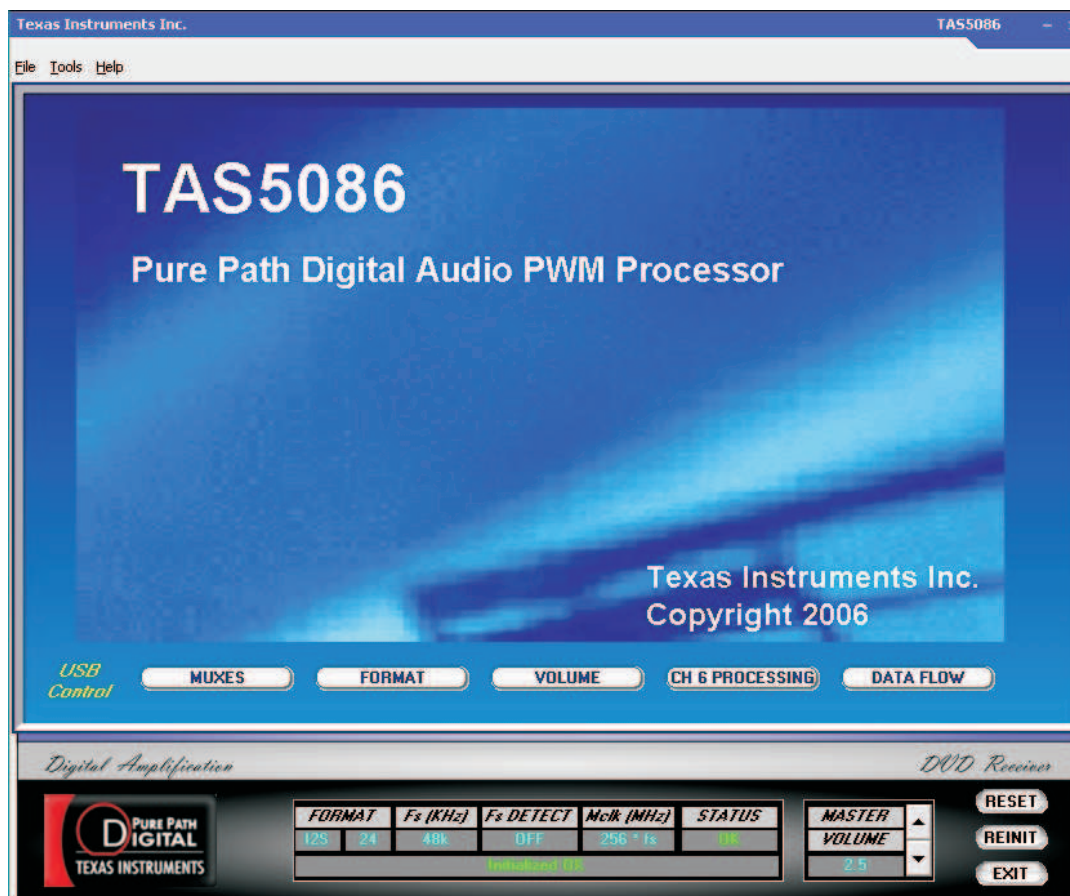 Texas Instruments Inc. TAS5086
File Tools Help
TAS5086
Pure Path Digital Audio PWM Processor
Texas Instruments Inc.
Copyright 2006
USB
Control
MUXES FORMAT VOLUME CH 6 PROCESSING DATA FLOW
Digital Amplification DVD Receiver
PURE PATH
DIGITAL
TEXAS INSTRUMENTS
FORMAT Fs (KHz) Fs DETECT Mclk (MHz) STATUS
I2S 24 48k OFF 256 * fs OK
Initialized OK
MASTER
VOLUME
2.5
RESET
REINIT
EXIT